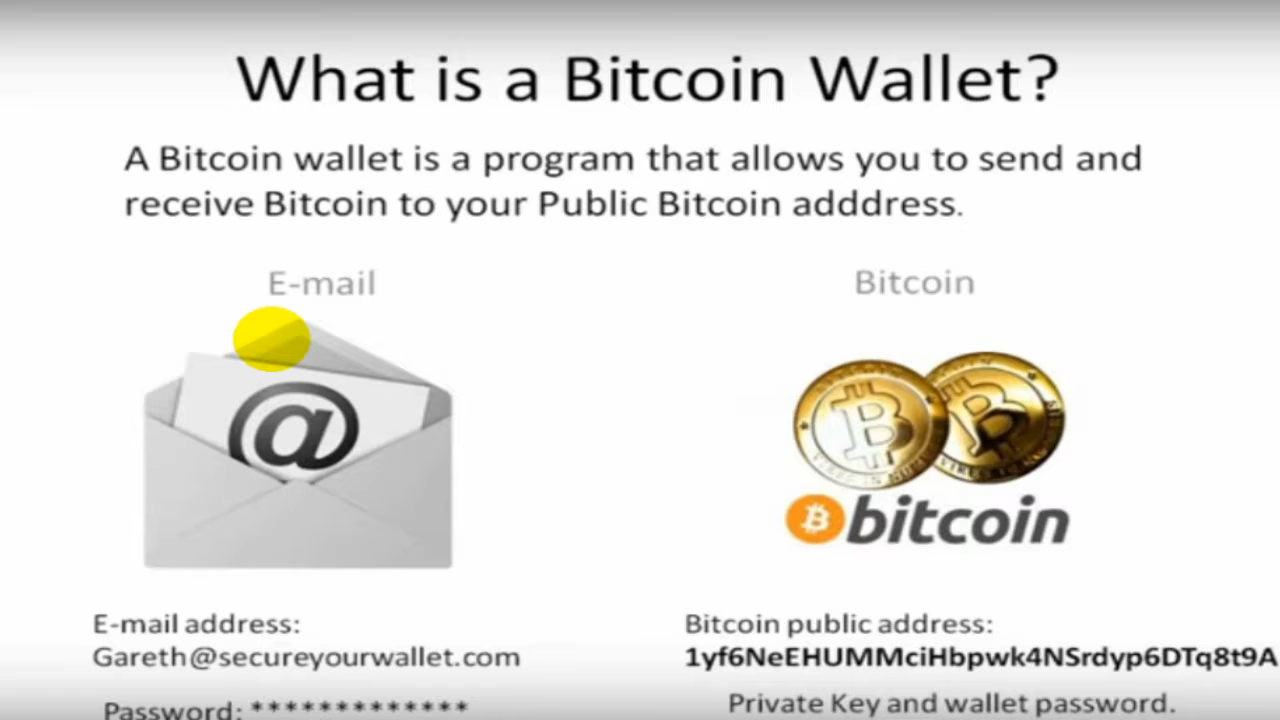 What is a Bitcoin Wallet?
A Bitcoin wallet is a program that allows you to send and
receive Bitcoin to your Public Bitcoin adddress.
E-mail
Bitcoin
@
bitcoin
E-mail address:
Gareth@secureyourwallet.com
Password: *************
Bitcoin public address:
1yf6NeEHUMMciHbpwk4NSrdyp6DTq8t9A
Private Key and wallet password.